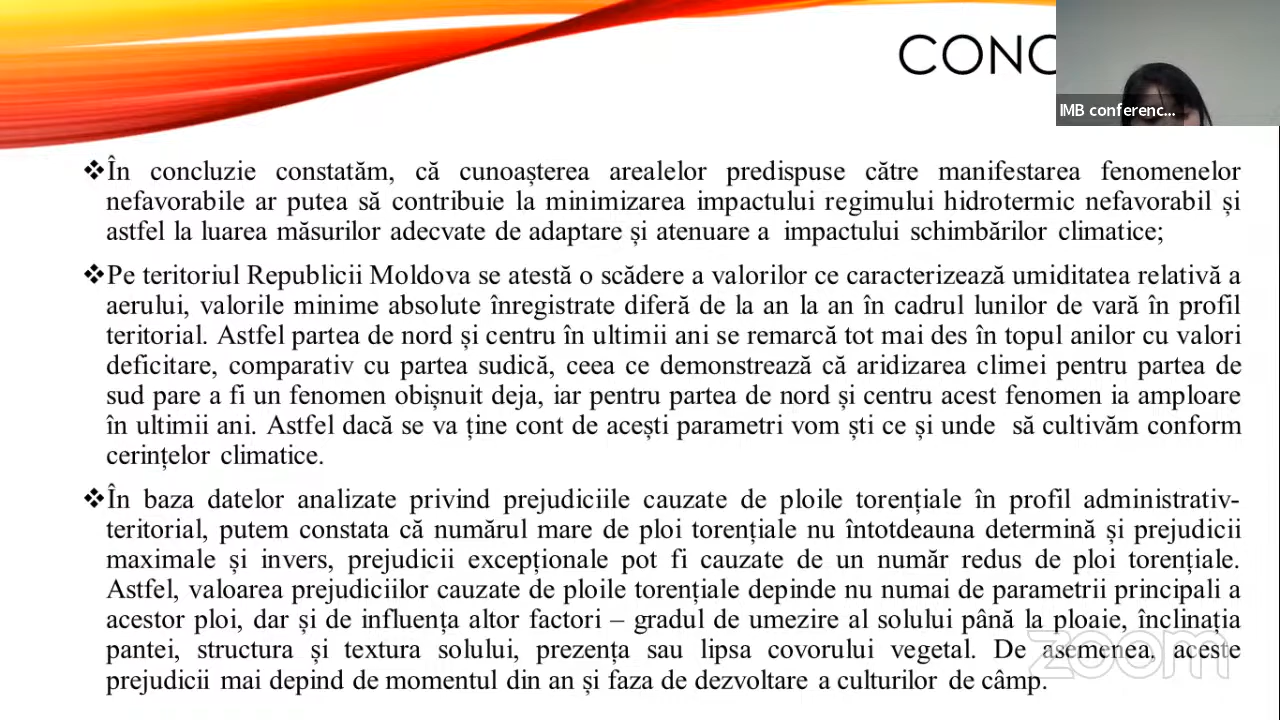 CONC
IMB conferenc...
❖În concluzie constatăm, că cunoașterea arealelor predispuse către manifestarea fenomenelor
nefavorabile ar putea să contribuie la minimizarea impactului regimului hidrotermic nefavorabil și
astfel la luarea măsurilor adecvate de adaptare și atenuare a impactului schimbărilor climatice;
❖Pe teritoriul Republicii Moldova se atestă o scădere a valorilor ce caracterizează umiditatea relativă a
aerului, valorile minime absolute înregistrate diferă de la an la an în cadrul lunilor de vară în profil
teritorial. Astfel partea de nord și centru în ultimii ani se remarcă tot mai des în topul anilor cu valori
deficitare, comparativ cu partea sudică, ceea ce demonstrează că aridizarea climei pentru partea de
sud pare a fi un fenomen obișnuit deja, iar pentru partea de nord și centru acest fenomen ia amploare
în ultimii ani. Astfel dacă se va ține cont de acești parametri vom ști ce și unde să cultivăm conform
cerințelor climatice.
❖În baza datelor analizate privind prejudiciile cauzate de ploile torențiale în profil administrativ-
teritorial, putem constata că numărul mare de ploi torențiale nu întotdeauna determină și prejudicii
maximale și invers, prejudicii excepționale pot fi cauzate de un număr redus de ploi torențiale.
Astfel, valoarea prejudiciilor cauzate de ploile torențiale depinde nu numai de parametrii principali a
acestor ploi, dar și de influența altor factori – gradul de umezire al solului până la ploaie, înclinația
pantei, structura și textura solului, prezența sau lipsa covorului vegetal. De asemenea, aceste
prejudicii mai depind de momentul din an și faza de dezvoltare a culturilor de câmp.
zoom